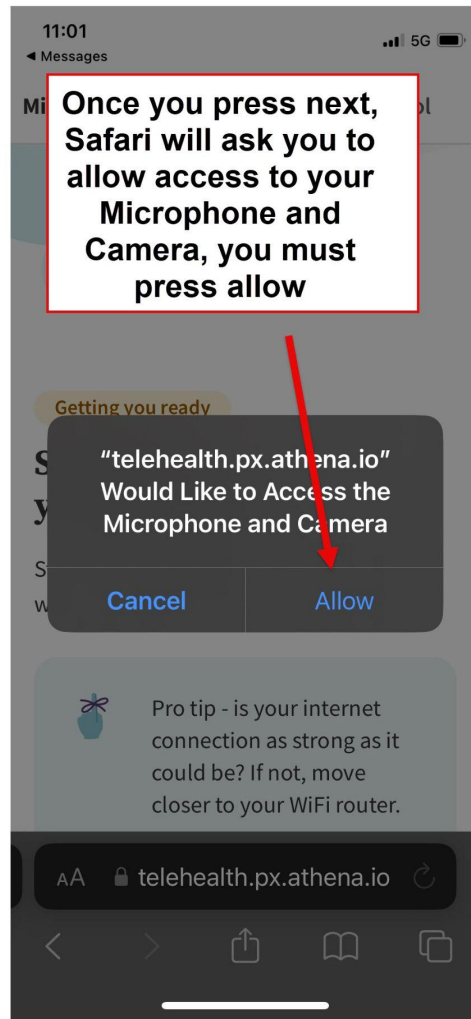 11:01
5G
◀ Messages
Mi
ol
Once you press next,
Safari will ask you to
allow access to your
Microphone and
Camera, you must
press allow
Getting you ready
S
y
S
w
“telehealth.px.athena.io”
Would Like to Access the
Microphone and Camera
Cancel
Allow
Pro tip - is your internet
connection as strong as it
could be? If not, move
closer to your WiFi router.
AA telehealth.px.athena.io